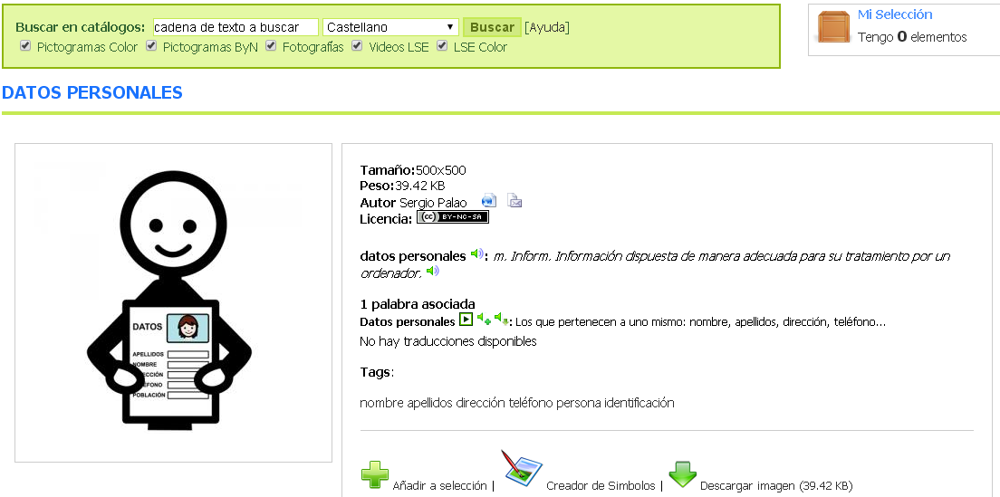 Buscar en catálogos: cadena de texto a buscar Castellano Buscar [Ayuda]
Pictogramas Color Pictogramas ByN Fotografías Videos LSE LSE Color
Mi Selección
Tengo 0 elementos
DATOS PERSONALES
DATOS
APELLIDOS
NOMBRE
ECCIÓN
ÉFONO
POBLACIÓN
Tamaño:500x500
Peso:39.42 KB
Autor Sergio Palao
Licencia: (cc) BY-NC-SA
datos personales : m. Inform. Información dispuesta de manera adecuada para su tratamiento por un
ordenador.
1 palabra asociada
Datos personales : Los que pertenecen a uno mismo: nombre, apellidos, dirección, teléfono...
No hay traducciones disponibles
Tags:
nombre apellidos dirección teléfono persona identificación
Añadir a selección | Creador de Simbolos | Descargar imagen (39.42 KB)